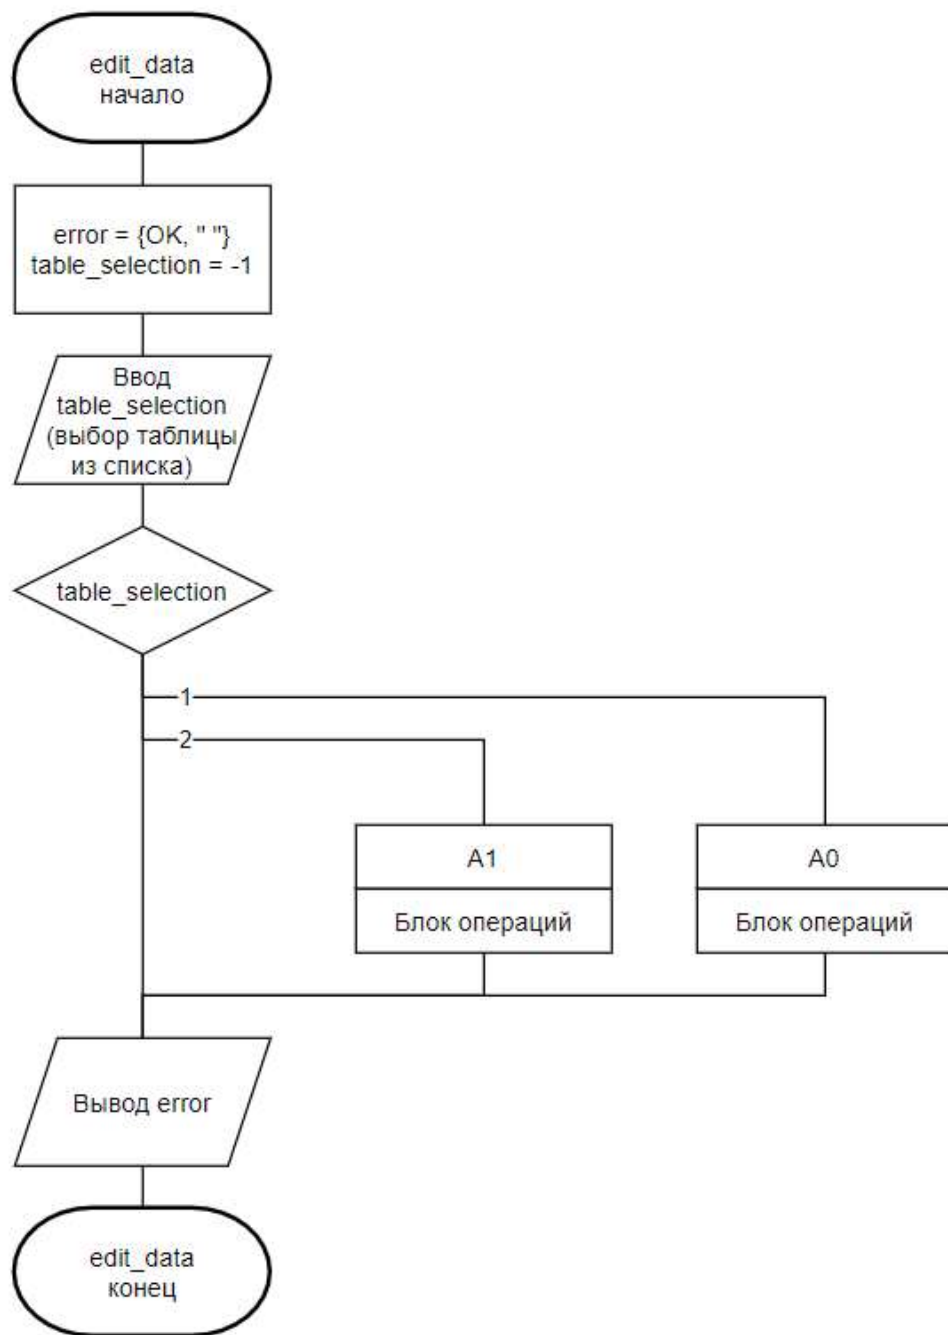 edit_data
начало
error = {OK, " "}
table_selection = -1
Ввод
table_selection
(выбор таблицы
из списка)
table_selection
1
2
A1
A0
Блок операций
Блок операций
Вывод error
edit_data
конец